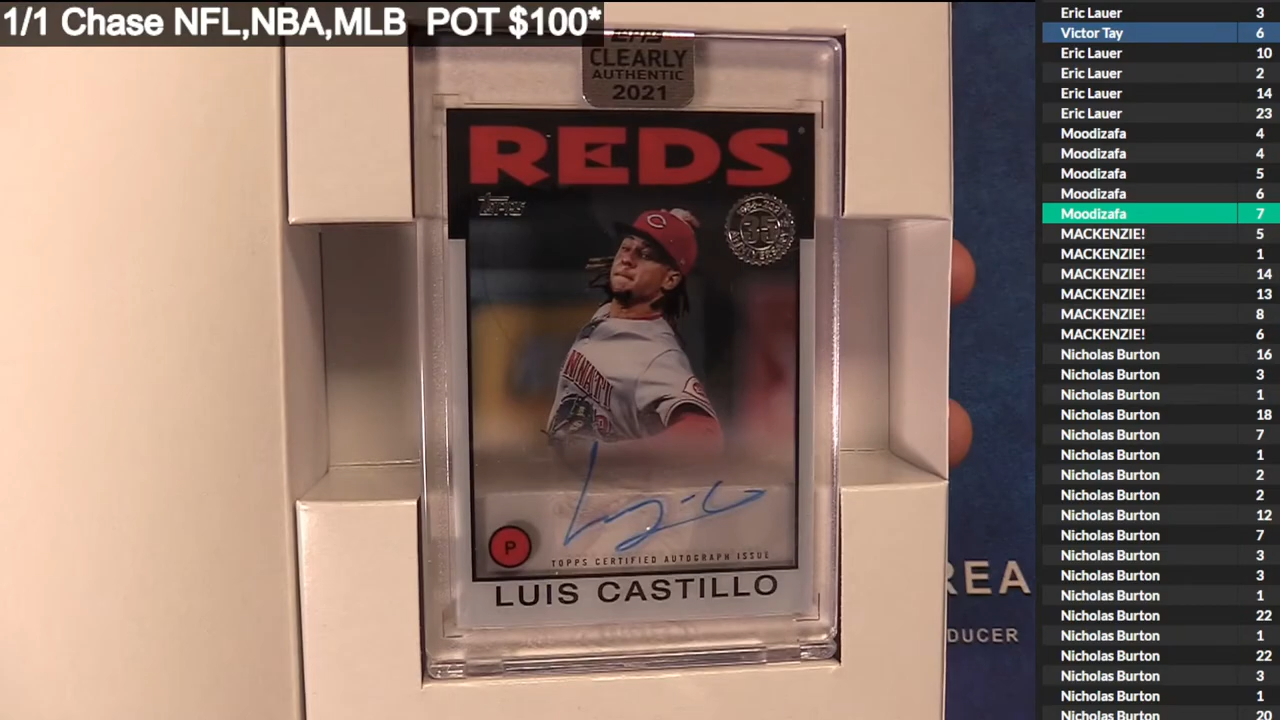 1/1 Chase NFL,NBA,MLB POT $100*
TOPPS
CLEARLY
AUTHENTIC
2021
REDS
Topps
35
ANNIVERSARY
C
P
TOPPS CERTIFIED AUTOGRAPH ISSUE
LUIS CASTILLO
REA
DUCER
Eric Lauer 3
Victor Tay 6
Eric Lauer 10
Eric Lauer 2
Eric Lauer 14
Eric Lauer 23
Moodizafa 4
Moodizafa 4
Moodizafa 5
Moodizafa 6
Moodizafa 7
MACKENZIE! 5
MACKENZIE! 1
MACKENZIE! 14
MACKENZIE! 13
MACKENZIE! 8
MACKENZIE! 6
Nicholas Burton 16
Nicholas Burton 3
Nicholas Burton 1
Nicholas Burton 18
Nicholas Burton 7
Nicholas Burton 1
Nicholas Burton 2
Nicholas Burton 2
Nicholas Burton 12
Nicholas Burton 7
Nicholas Burton 3
Nicholas Burton 3
Nicholas Burton 1
Nicholas Burton 22
Nicholas Burton 1
Nicholas Burton 22
Nicholas Burton 3
Nicholas Burton 1
Nicholas Burton 20